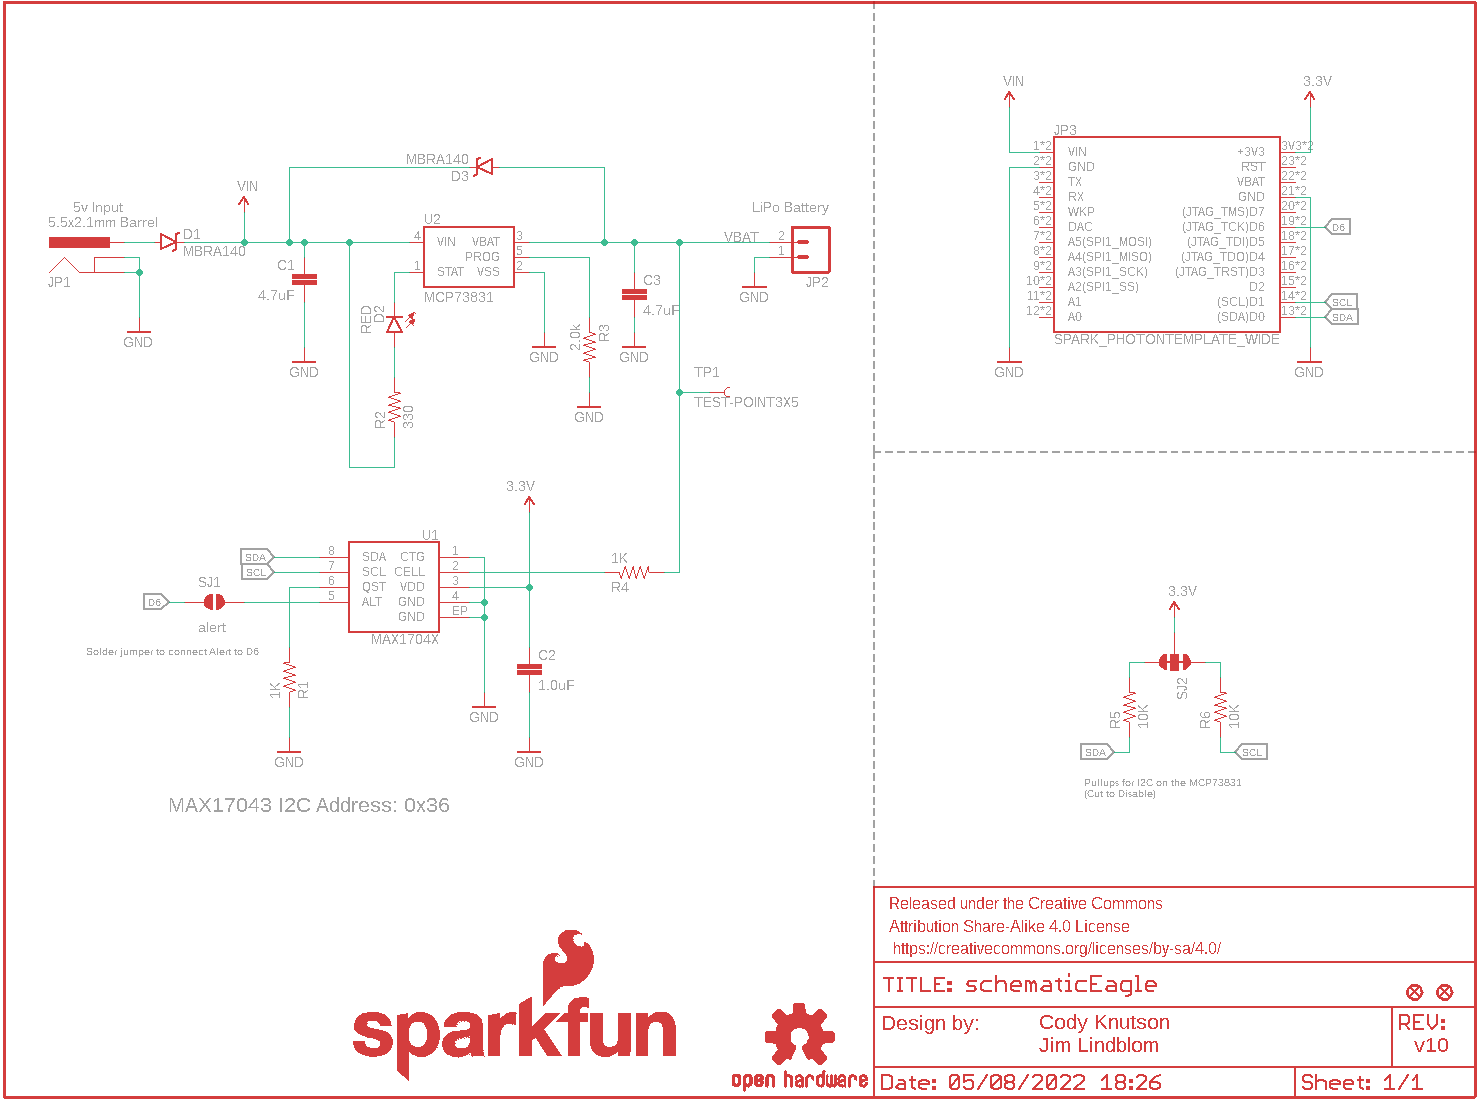 MBRA140
D3
VIN
5v Input
5.5x2.1mm Barrel
D1
MBRA140
JP1
GND
C1
4.7uF
GND
U2
4
VIN
VBAT
3
PROG
5
1
STAT
VSS
2
MCP73831
RED
D2
R2
330
GND
2.0k
R3
GND
C3
4.7uF
GND
LiPo Battery
VBAT
2
1
GND
JP2
TP1
TEST-POINT3X5
3.3V
U1
SDA
8
SDA
CTG
1
SCL
7
SCL
CELL
2
6
QST
VDD
3
D6
SJ1
5
ALT
GND
4
GND
EP
MAX1704X
alert
Solder jumper to connect Alert to D6
1K
R4
1K
R1
GND
GND
C2
1.0uF
GND
MAX17043 I2C Address: 0x36
VIN
3.3V
JP3
1*2
VIN
+3V3
3V3*2
2*2
GND
RST
23*2
3*2
TX
VBAT
22*2
4*2
RX
GND
21*2
5*2
WKP
(JTAG_TMS)D7
20*2
6*2
DAC
(JTAG_TCK)D6
19*2
D6
7*2
A5(SPI1_MOSI)
(JTAG_TDI)D5
18*2
8*2
A4(SPI1_MISO)
(JTAG_TDO)D4
17*2
9*2
A3(SPI1_SCK)
(JTAG_TRST)D3
16*2
10*2
A2(SPI1_SS)
D2
15*2
11*2
A1
(SCL)D1
14*2
SCL
12*2
A0
(SDA)D0
13*2
SDA
SPARK_PHOTONTEMPLATE_WIDE
GND
GND
3.3V
SJ2
R5
10K
R6
10K
SDA
SCL
Pullups for I2C on the MCP73831
(Cut to Disable)
sparkfun
open hardware
Released under the Creative Commons
Attribution Share-Alike 4.0 License
https://creativecommons.org/licenses/by-sa/4.0/
TITLE: schematicEagle
Design by:
Cody Knutson
Jim Lindblom
REV:
v10
Date: 05/08/2022 18:26
Sheet: 1/1